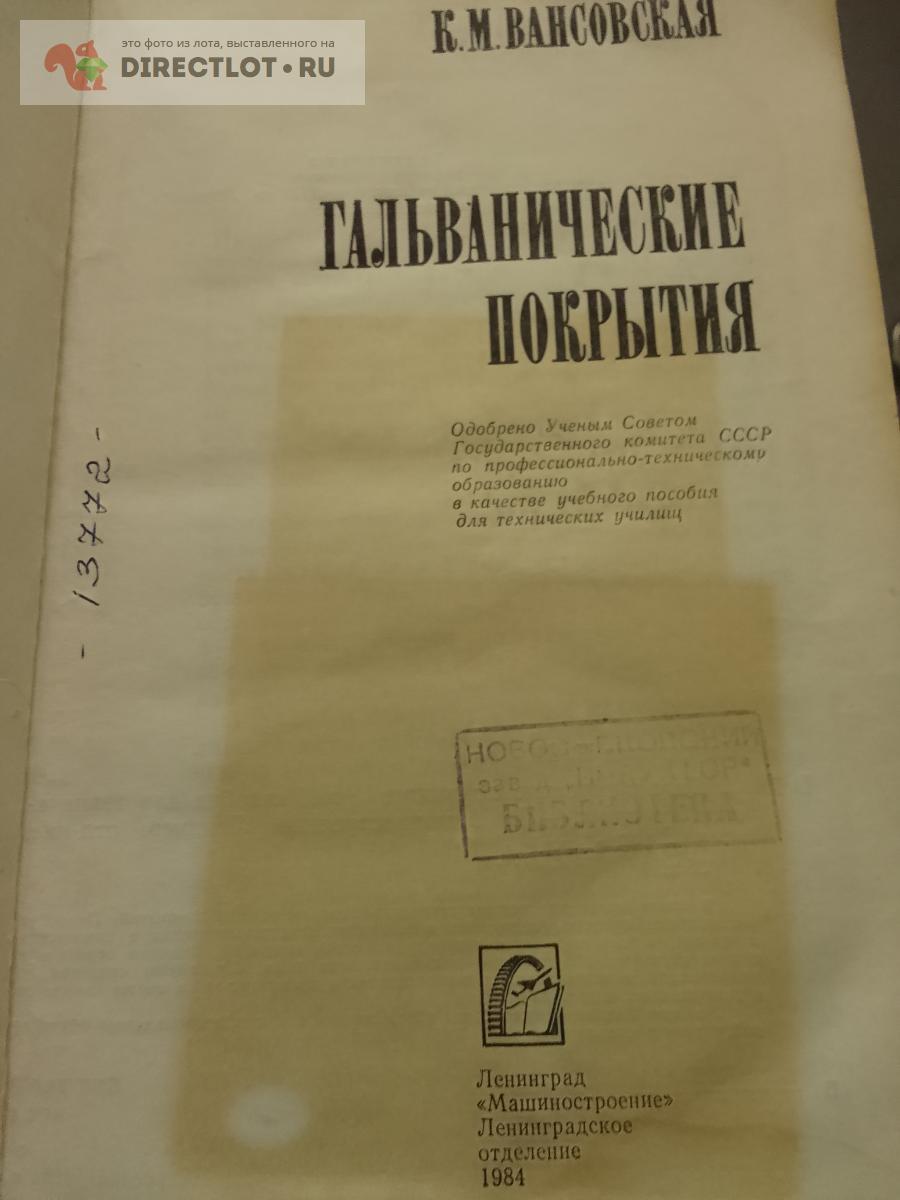 это фото из лота, выставленного на
DIRECTLOT.RU
К. М. ВАНСОВСКАЯ
ГАЛЬВАНИЧЕСКИЕ
ПОКРЫТИЯ
Одобрено Ученым Советом
Государственного комитета СССР
по профессионально-техническому
образованию
в качестве учебного пособия
для технических училищ
- 13772 -
БИБЛИОТЕКА
Ленинград
«Машиностроение»
Ленинградское
отделение
1984